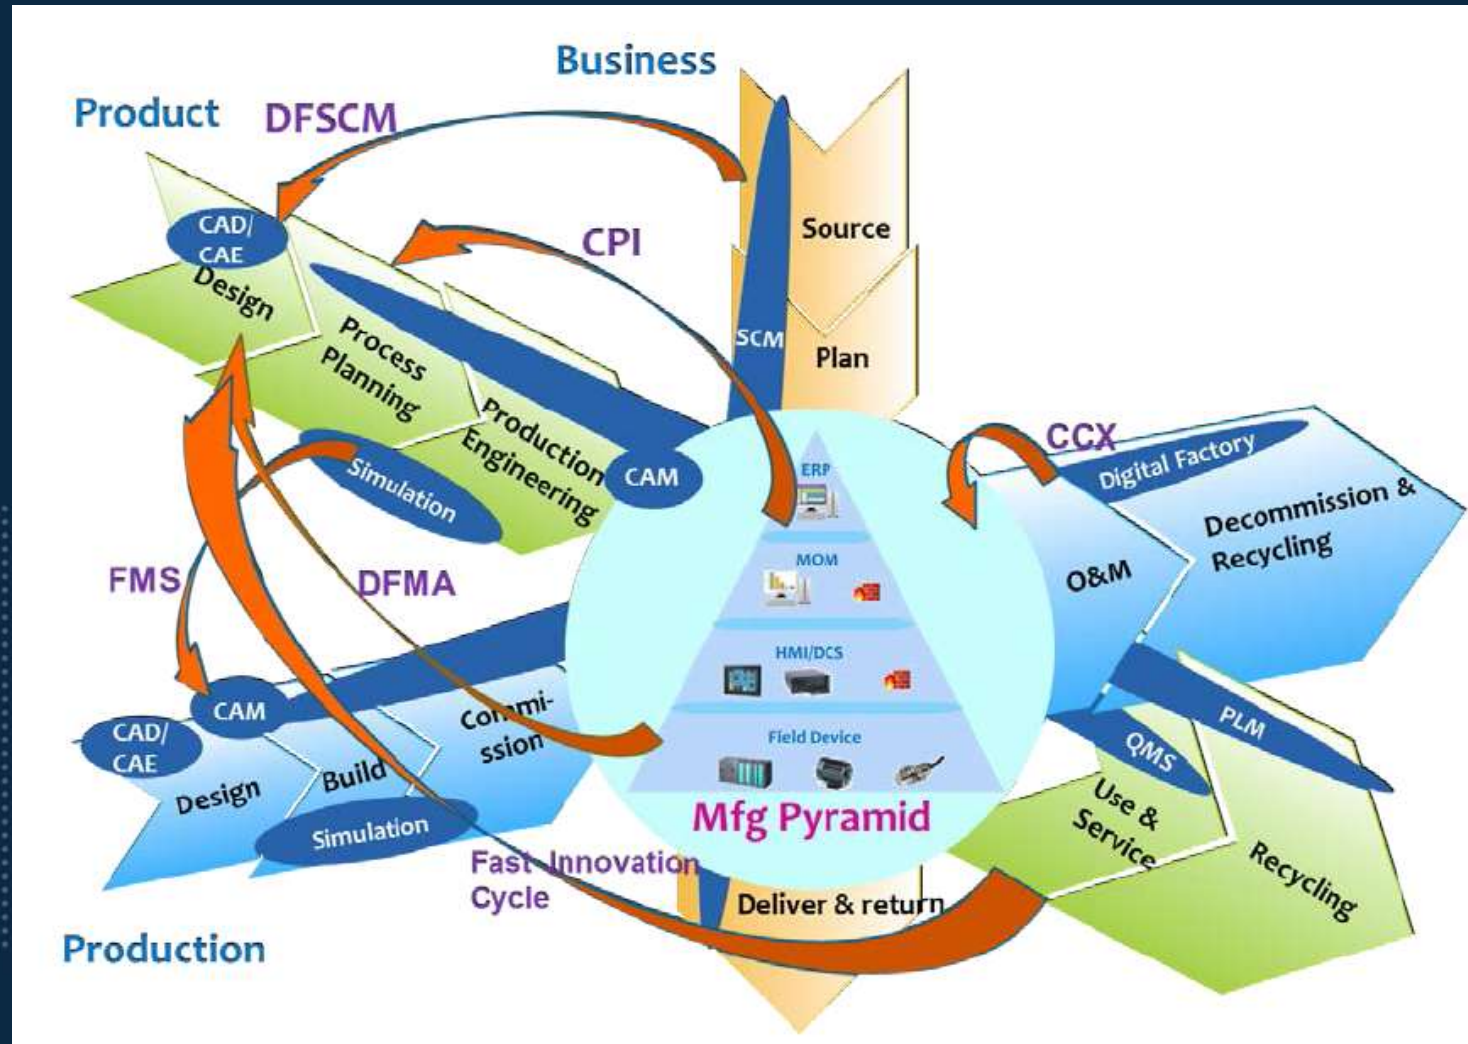 Business
Product
DFSCM
CAD/
CAE
Design
CPI
Source
SCM
Plan
Process
Planning
Production
Engineering
CAM
Simulation
CCX
Digital Factory
Decommission &
Recycling
O&M
ERP
MOM
HMI/DCS
Field Device
Mfg Pyramid
FMS
DFMA
CAM
CAD/
CAE
Design
Build
Commi-
ssion
Simulation
PLM
QMS
Use &
Service
Recycling
Fast Innovation
Cycle
Deliver & return
Production